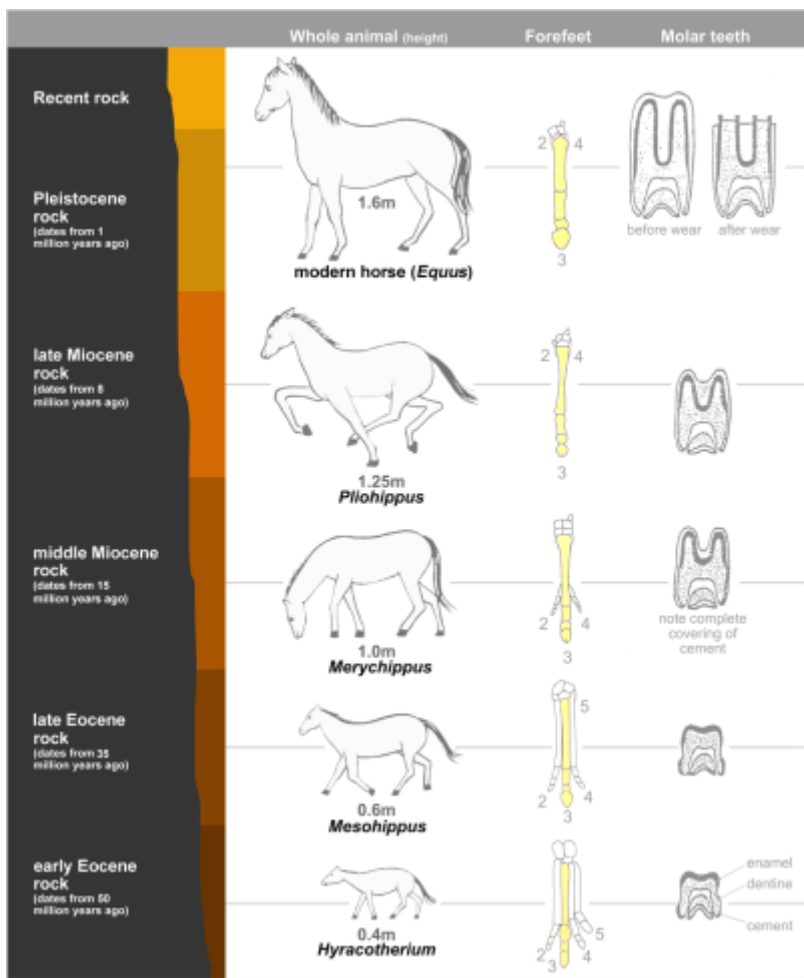 Whole animal (height) Forefeet Molar teeth
Recent rock
2 4
Pleistocene
rock
(dates from 1
million years ago)
1.6m
before wear after wear
3
modern horse (Equus)
late Miocene
rock
(dates from 8
million years ago)
2 4
3
1.25m
Pliohippus
middle Miocene
rock
(dates from 15
million years ago)
2 4
3
note complete
covering of
cement
1.0m
Merychippus
late Eocene
rock
(dates from 35
million years ago)
5
2 4
3
0.6m
Mesohippus
early Eocene
rock
(dates from 50
million years ago)
enamel
dentine
cement
5
2 4
3
0.4m
Hyracotherium